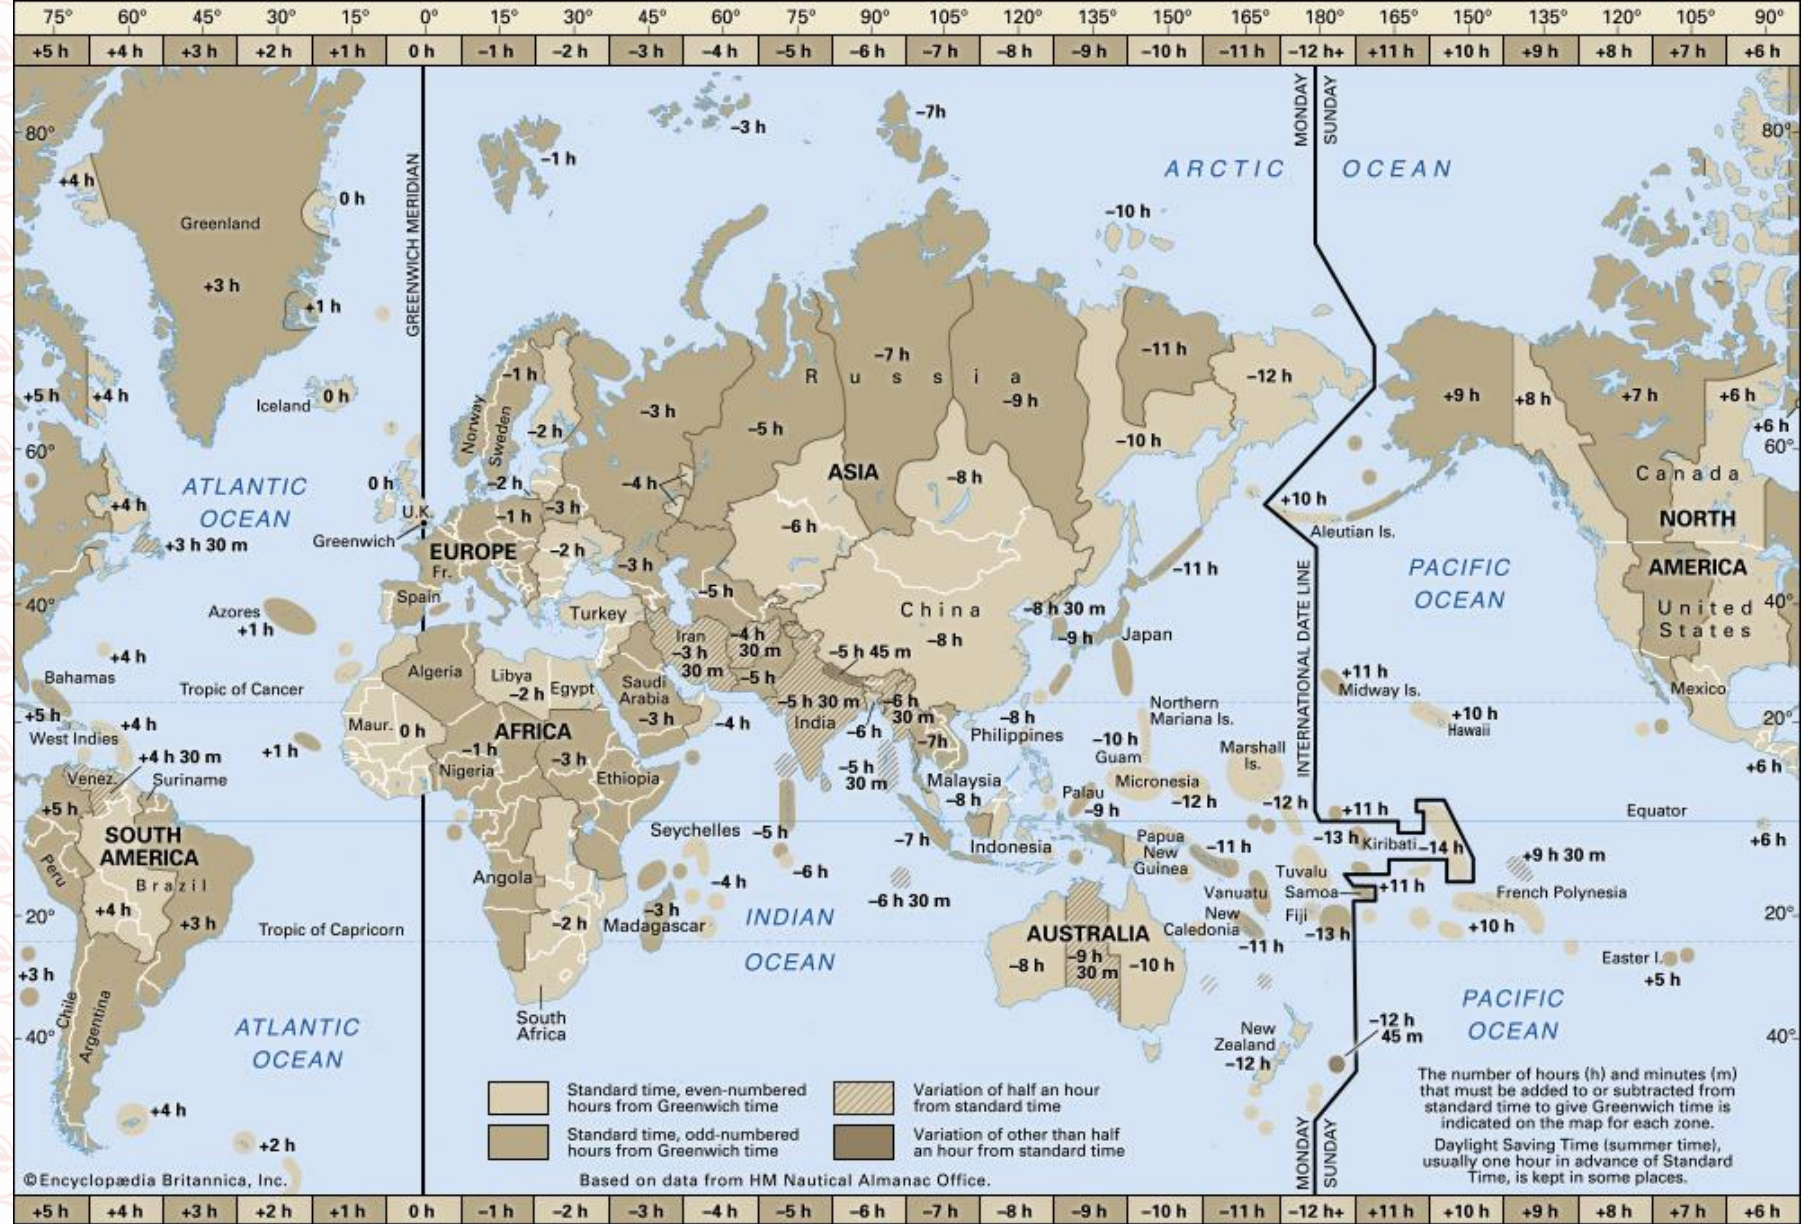 75° 60° 45° 30° 15° 0° 15° 30° 45° 60° 75° 90° 105° 120° 135° 150° 165° 180° 165° 150° 135° 120° 105° 90°
+5 h +4 h +3 h +2 h +1 h 0 h –1 h –2 h –3 h –4 h –5 h –6 h –7 h –8 h –9 h –10 h –11 h –12 h+ +11 h +10 h +9 h +8 h +7 h +6 h
MONDAY
SUNDAY
–7h
–3 h
80°
80°
–1 h
ARCTIC OCEAN
GREENWICH MERIDIAN
+4 h
0 h
–10 h
Greenland
+3 h
+1 h
–7 h
–11 h
Russia
–1 h
–12 h
Iceland 0 h
+5 h
+4 h
Norway
Sweden
–3 h
–9 h
+9 h
+8 h
+7 h
+6 h
–2 h
–5 h
–10 h
+6 h
60°
60°
ASIA
Canada
–8 h
0 h
–2 h
–4 h
ATLANTIC
OCEAN
+4 h
U.K.
–1 h
–3 h
+10 h
–6 h
NORTH
AMERICA
Aleutian Is.
+3 h 30 m
Greenwich
EUROPE
–2 h
Fr.
–3 h
–11 h
INTERNATIONAL DATE LINE
PACIFIC
OCEAN
–5 h
Spain
40°
40°
Azores
+1 h
Turkey
China
–8 h
–8 h 30 m
–9 h
Japan
United
States
Iran
–3 h
30 m
–4 h
30 m
–5 h 45 m
+4 h
Bahamas
Algeria
Libya
–2 h
Egypt
Saudi
Arabia
–3 h
–5 h
+11 h
Midway Is.
Mexico
Tropic of Cancer
–5 h 30 m
India
–6 h
30 m
Northern
Mariana Is.
+5 h
West Indies
+4 h
Maur.
0 h
AFRICA
–4 h
–6 h
–8 h
Philippines
+10 h
Hawaii
20°
+1 h
–1 h
Nigeria
–3 h
Ethiopia
–7h
–10 h
Guam
Marshall
Is.
+4 h 30 m
Venez.
Suriname
–5 h
30 m
Malaysia
–8 h
Micronesia
–12 h
+6 h
Palau
–9 h
–12 h
+5 h
+11 h
Equator
SOUTH
AMERICA
Seychelles
–5 h
–7 h
Indonesia
Papua
New
Guinea
–11 h
–13 h
Kiribati
–14 h
+6 h
Peru
Brazil
Angola
–6 h
–4 h
–6 h 30 m
Tuvalu
Samoa
+11 h
+9 h 30 m
French Polynesia
20°
+4 h
+3 h
–2 h
–3 h
Madagascar
INDIAN
OCEAN
Vanuatu
New
Caledonia
Fiji
–13 h
+10 h
20°
Tropic of Capricorn
AUSTRALIA
–8 h
–9 h
30 m
–10 h
–11 h
Easter I.
+5 h
+3 h
Chile
Argentina
ATLANTIC
OCEAN
South
Africa
New
Zealand
–12 h
–12 h
45 m
PACIFIC
OCEAN
40°
40°
+4 h
+2 h
Standard time, even-numbered
hours from Greenwich time
Standard time, odd-numbered
hours from Greenwich time
Variation of half an hour
from standard time
Variation of other than half
an hour from standard time
The number of hours (h) and minutes (m)
that must be added to or subtracted from
standard time to give Greenwich time is
indicated on the map for each zone.
Daylight Saving Time (summer time),
usually one hour in advance of Standard
Time, is kept in some places.
MONDAY
SUNDAY
©Encyclopædia Britannica, Inc.
Based on data from HM Nautical Almanac Office.
+5 h +4 h +3 h +2 h +1 h 0 h –1 h –2 h –3 h –4 h –5 h –6 h –7 h –8 h –9 h –10 h –11 h –12 h+ +11 h +10 h +9 h +8 h +7 h +6 h